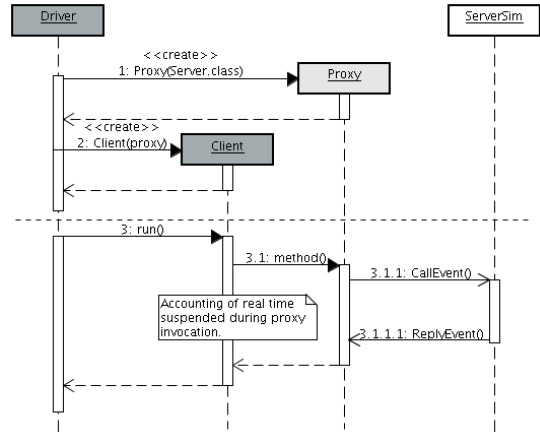 Driver
ServerSim
<<create>>
1: Proxy(Server.class)
Proxy
<<create>>
2: Client(proxy)
Client
3: run()
3.1: method()
3.1.1: CallEvent()
Accounting of real time
suspended during proxy
invocation.
3.1.1.1: ReplyEvent()